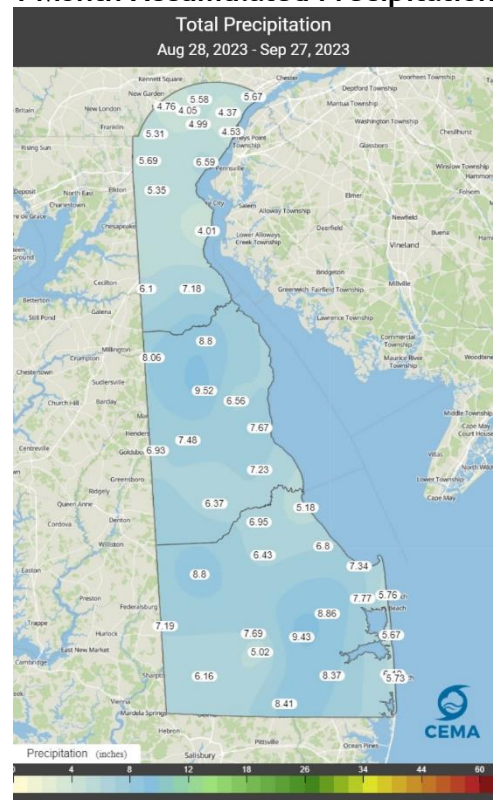 Total Precipitation
Aug 28, 2023 - Sep 27, 2023
Kennett Square
Chester
Voorhees Township
New Garden
5.58
5.67
Deptford Township
4.76
4.05
4.37
Mantua Township
Britain
New London
Franklin
4.99
4.53
Washington Township
Chesilhurst
5.31
Glassboro
Rising Sun
5.69
6.59
Pennsville
Winslow Township
Deposit
North East
Elkton
5.35
Elmer
Folsom
Charlestown
Salem
Alloway Township
Newfield
4.01
Lower Alloways
Creek Township
Deerfield
Buena
Chesapeake
Vineland
Bridgeton
Cecilton
6.1
7.18
Greenwich
Fairfield Township
Millville
Betterton
Galena
Still Pond
Lawrence Township
Commercial
Township
Millington
8.8
Maurice River
Township
Woodbine
Crumpton
8.06
Chestertown
Sudlersville
9.52
Church Hill
Barclay
6.56
Middle Township
7.67
Cape May
Court House
7.48
Centreville
6.93
Villas
North Wild
Greensboro
7.23
Lower Township
Ridgely
Cape May
6.37
5.18
Queen Anne
Denton
6.95
Cordova
Williston
6.43
6.8
Easton
7.34
8.8
Preston
7.77
5.76
Federalsburg
Beach
8.86
Trappe
7.19
7.69
9.43
5.67
Hurlock
East New Market
5.02
Cambridge
6.16
8.37
5.73
8.41
Vienna
Mardela Springs
CEMA
Hebron
Pittsville
Precipitation (inches)
Salisbury
Ocean Pines
0 4 8 12 18 26 34 44 60